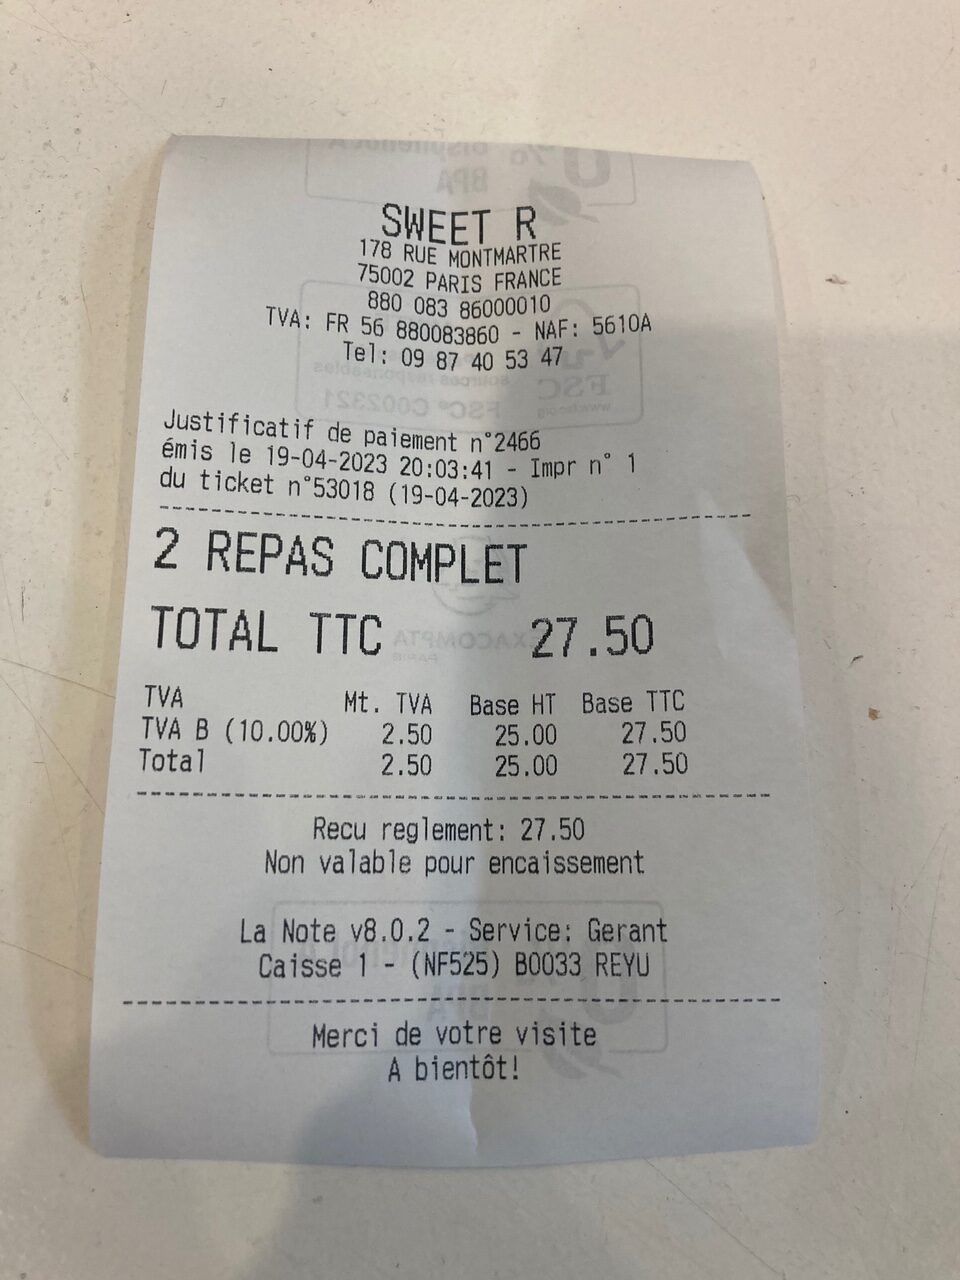 SWEET R
178 RUE MONTMARTRE
75002 PARIS FRANCE
880 083 86000010
TVA: FR 56 880083860 - NAF: 5610A
Tel: 09 87 40 53 47
Justificatif de paiement n°2466
émis le 19-04-2023 20:03:41 - Impr n° 1
du ticket n°53018 (19-04-2023)
2 REPAS COMPLET
TOTAL TTC 27.50
TVA Mt. TVA Base HT Base TTC
TVA B (10.00%) 2.50 25.00 27.50
Total 2.50 25.00 27.50
Recu reglement: 27.50
Non valable pour encaissement
La Note v8.0.2 - Service: Gerant
Caisse 1 - (NF525) B0033 REYU
Merci de votre visite
A bientôt!